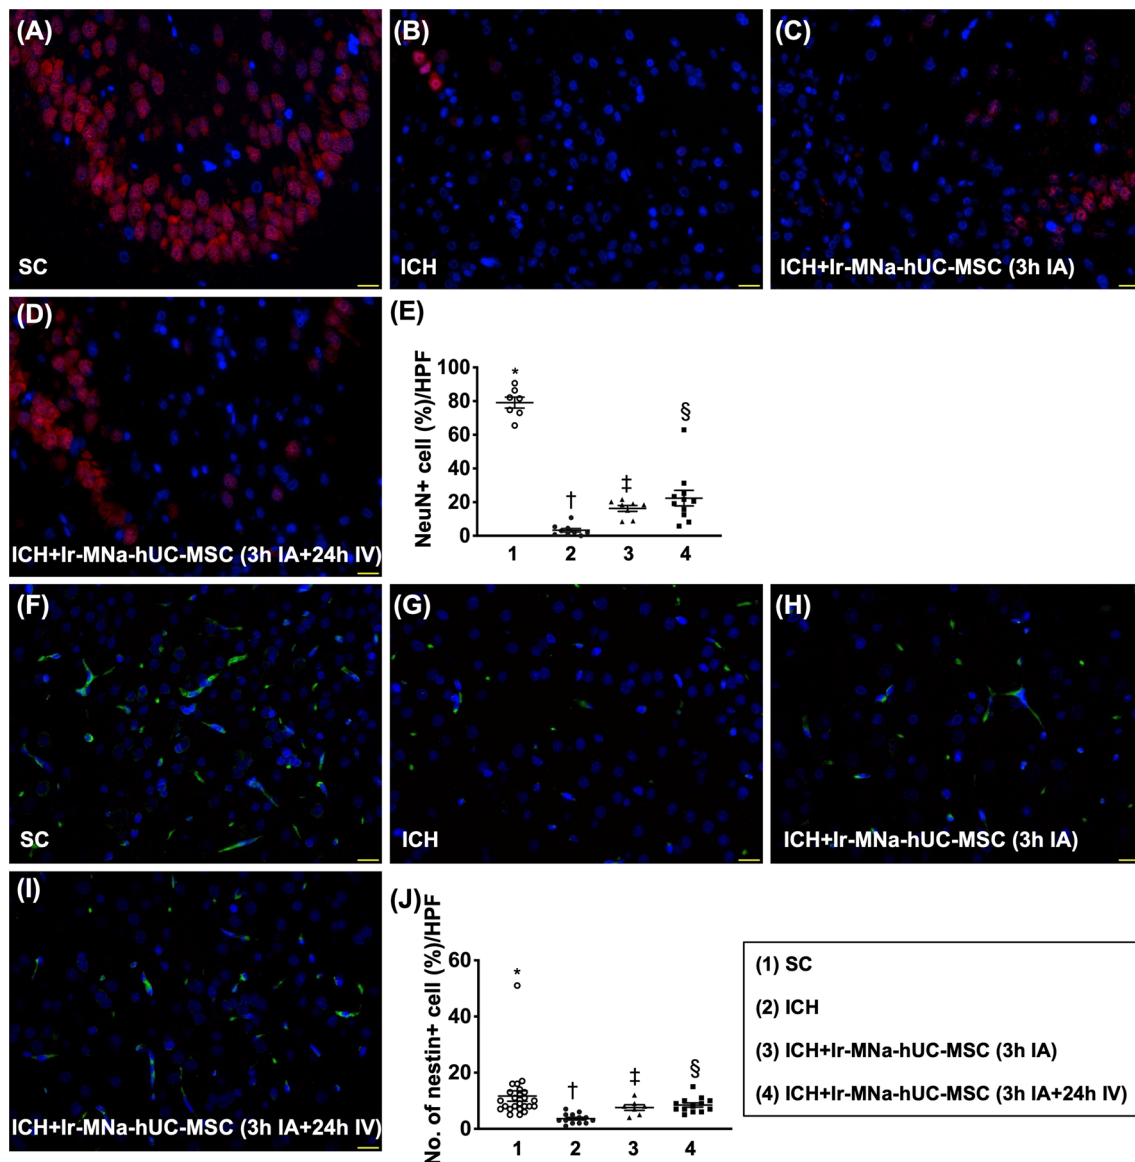 (A)
SC
(B)
ICH
(C)
ICH+Ir-MNa-hUC-MSC (3h IA)
(D)
ICH+Ir-MNa-hUC-MSC (3h IA+24h IV)
(E)
NeuN+ cell (%)/HPF
100
80
60
40
20
0
*
†
‡
§
1 2 3 4
(F)
SC
(G)
ICH
(H)
ICH+Ir-MNa-hUC-MSC (3h IA)
(I)
ICH+Ir-MNa-hUC-MSC (3h IA+24h IV)
(J)
No. of nestin+ cell (%)/HPF
60
40
20
0
*
†
‡
§
1 2 3 4
(1) SC
(2) ICH
(3) ICH+Ir-MNa-hUC-MSC (3h IA)
(4) ICH+Ir-MNa-hUC-MSC (3h IA+24h IV)